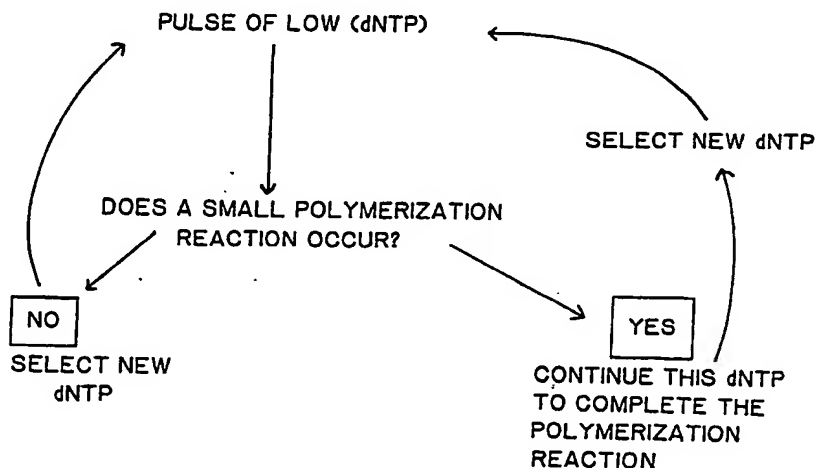 PULSE OF LOW (dNTP)
SELECT NEW dNTP
DOES A SMALL POLYMERIZATION
REACTION OCCUR?
NO
SELECT NEW
dNTP
YES
CONTINUE THIS dNTP
TO COMPLETE THE
POLYMERIZATION
REACTION